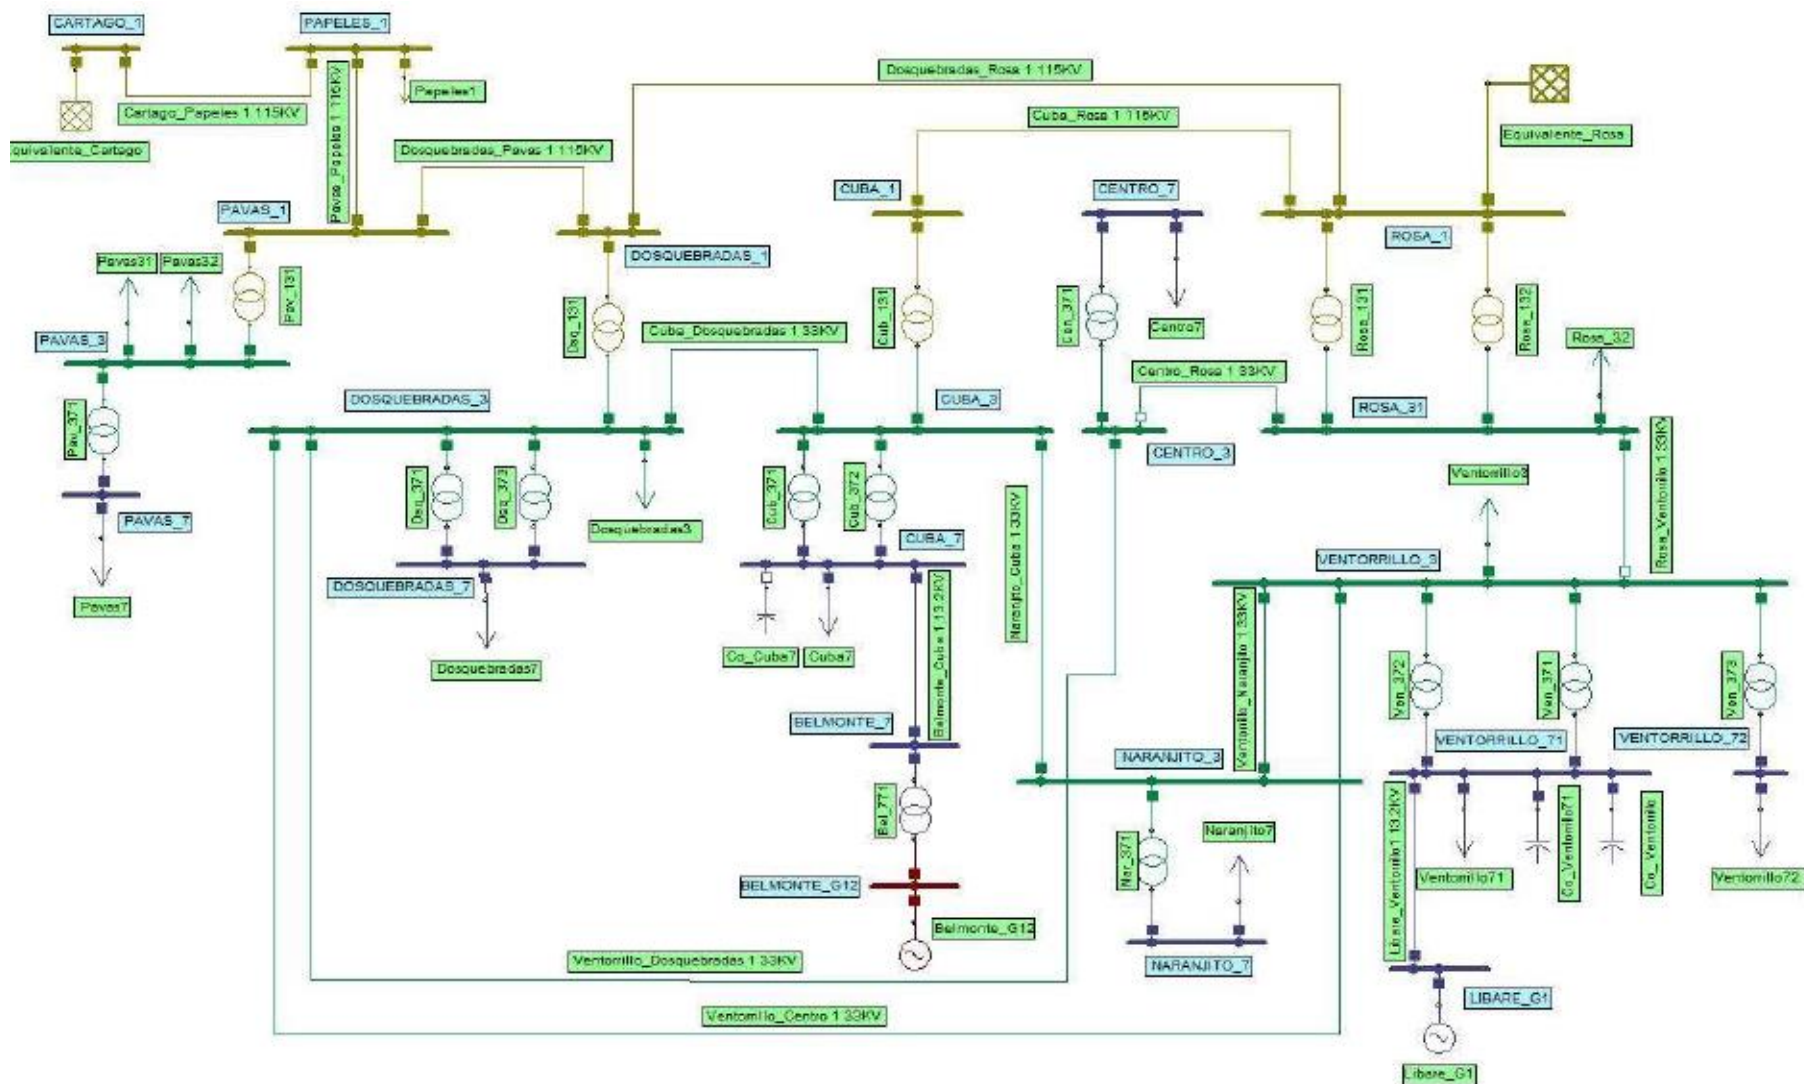 CARTAGO_1
PAPELES_1
Dosquebradas_Rosa 1 115KV
Papeles1
Cartago_Papeles 1 115KV
Pavas_Papeles 1 115KV
Cuba_Rosa 1 115KV
Equivalente_Rosa
quivalente_Cartago
Dosquebradas_Pavas 1 115KV
CUBA_1
CENTRO_7
PAVAS_1
ROSA_1
DOSQUEBRADAS_1
Pavas31
Pavas32
Pav_131
Dsq_131
Cub_131
Cen_371
Centro7
Rosa_131
Rosa_132
Cuba_Dosquebradas 1 33KV
PAVAS_3
Rosa_32
Centro_Rosa 1 33KV
DOSQUEBRADAS_3
CUBA_3
ROSA_31
Pav_371
CENTRO_3
Dsq_371
Dsq_373
Cub_371
Cub_372
Ventorrillo3
Rosa_Ventorrillo 1 33KV
PAVAS_7
Dosquebradas3
CUBA_7
Naranjito_Cuba 1 33KV
VENTORRILLO_3
DOSQUEBRADAS_7
Pavas7
Belmonte_Cuba 1,13.2KV
Ventorrillo_Naranjito 1 33KV
Dosquebradas7
Co_Cuba7
Cuba7
Ven_372
Ven_371
Ven_373
BELMONTE_7
NARANJITO_3
VENTORRILLO_71
VENTORRILLO_72
Bel_771
Nar_371
Naranjito7
Libare_Ventorrillo1 13.2KV
Co_Ventorrillo71
Co_Ventorrillo
Ventorrillo71
Ventorrillo72
BELMONTE_G12
Belmonte_G12
Ventorrillo_Dosquebradas 1 33KV
NARANJITO_7
LIBARE_G1
Ventorrillo_Centro 1 33KV
Libare_G1